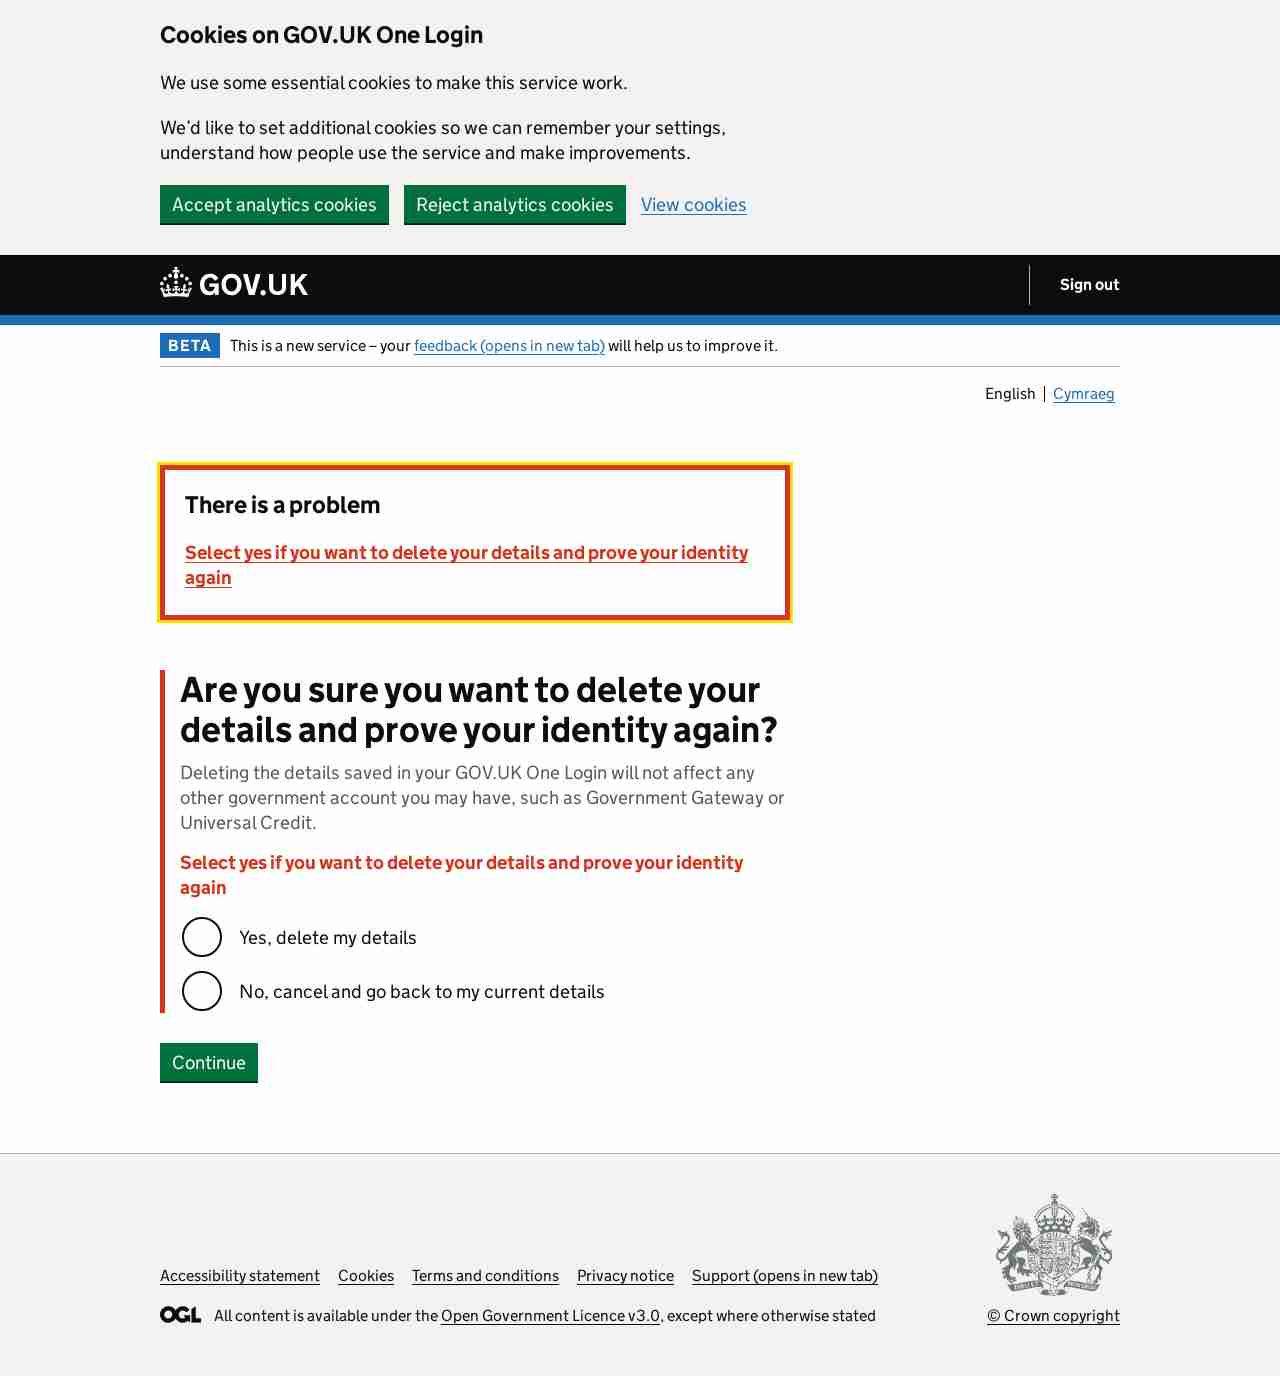 Cookies on GOV.UK One Login
We use some essential cookies to make this service work.
We’d like to set additional cookies so we can remember your settings,
understand how people use the service and make improvements.
Accept analytics cookies Reject analytics cookies View cookies
GOV.UK Sign out
BETA This is a new service – your feedback (opens in new tab) will help us to improve it.
English Cymraeg
There is a problem
Select yes if you want to delete your details and prove your identity
again
Are you sure you want to delete your
details and prove your identity again?
Deleting the details saved in your GOV.UK One Login will not affect any
other government account you may have, such as Government Gateway or
Universal Credit.
Select yes if you want to delete your details and prove your identity
again
Yes, delete my details
No, cancel and go back to my current details
Continue
Accessibility statement Cookies Terms and conditions Privacy notice Support (opens in new tab)
OGL All content is available under the Open Government Licence v3.0, except where otherwise stated
© Crown copyright